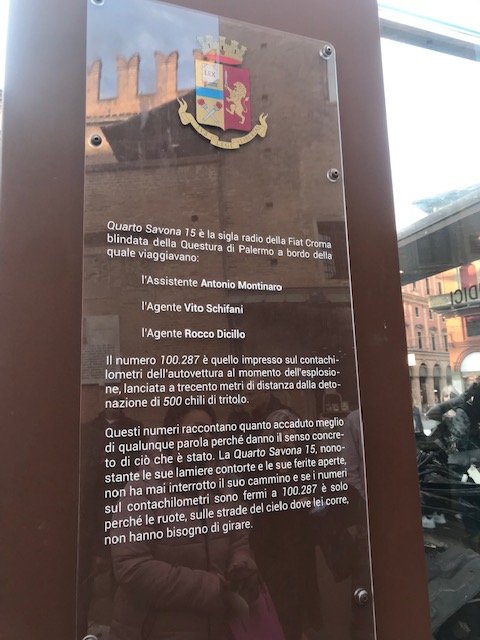 LEX
Quarto Savona 15 è la sigla radio della Fiat Croma
blindata della Questura di Palermo a bordo della
quale viaggiavano:
l'Assistente Antonio Montinaro
l'Agente Vito Schifani
l'Agente Rocco Dicillo
Il numero 100.287 è quello impresso sul contachi-
lometri dell'autovettura al momento dell'esplosio-
ne, lanciata a trecento metri di distanza dalla deto-
nazione di 500 chili di tritolo.
Questi numeri raccontano quanto accaduto meglio
di qualunque parola perché danno il senso concre-
to di ciò che è stato. La Quarto Savona 15, nono-
stante le sue lamiere contorte e le sue ferite aperte,
non ha mai interrotto il suo cammino e se i numeri
sul contachilometri sono fermi a 100.287 è solo
perché le ruote, sulle strade del cielo dove lei corre,
non hanno bisogno di girare.